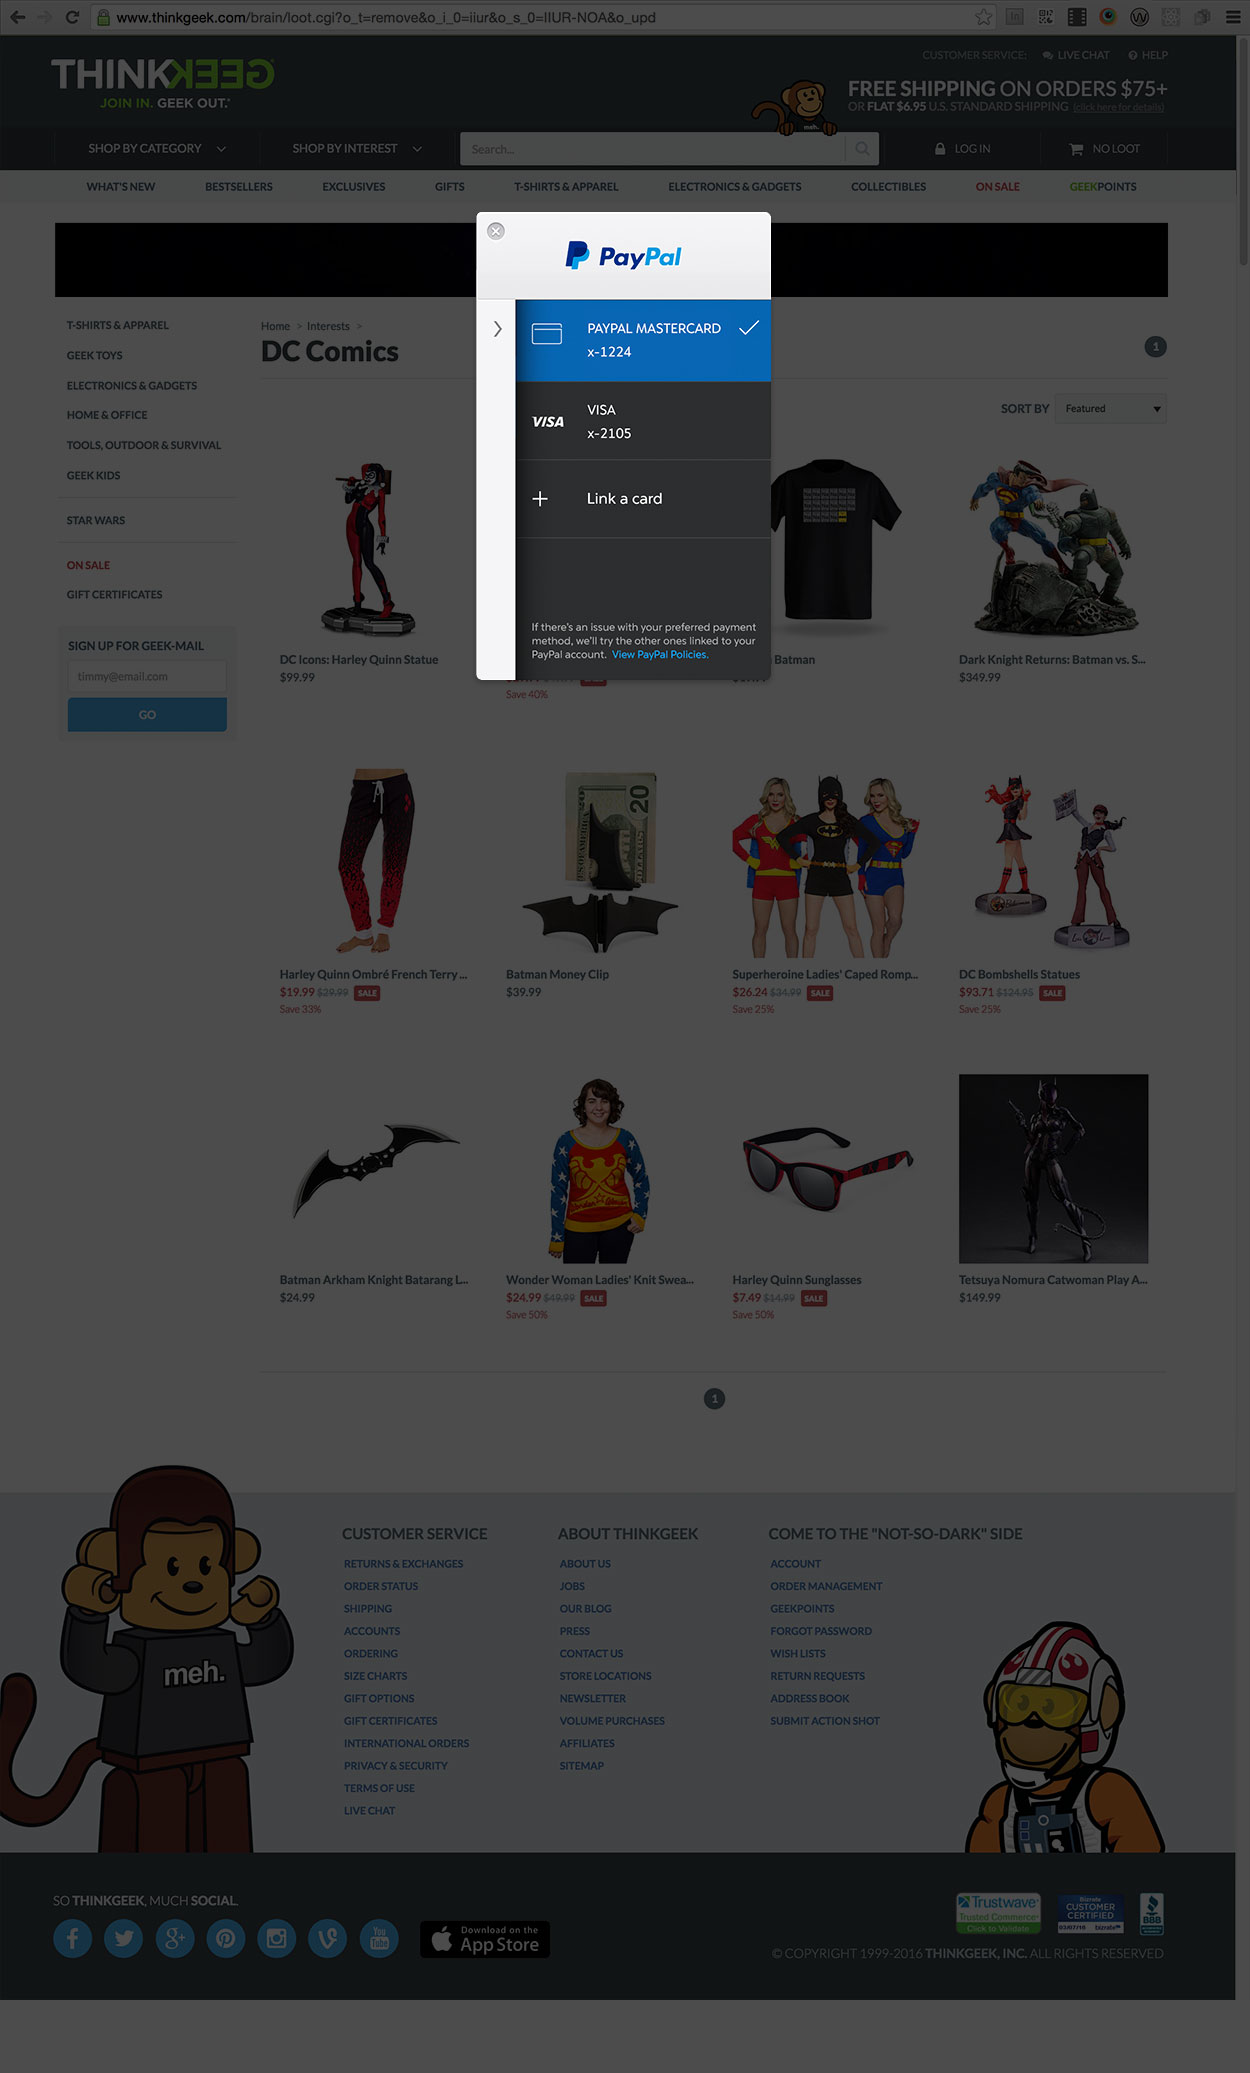 www.thinkgeek.com/brain/loot.cgi?o_t=remove&o_i_0=iiur&o_s_0=IIUR-NOA&o_upd
CUSTOMER SERVICE: LIVE CHAT HELP
THINKGEEK
JOIN IN. GEEK OUT.
FREE SHIPPING ON ORDERS $75+
OR FLAT $6.95 U.S. STANDARD SHIPPING (click here for details)
meh.
SHOP BY CATEGORY SHOP BY INTEREST Search... LOG IN NO LOOT
WHAT'S NEW BESTSELLERS EXCLUSIVES GIFTS T-SHIRTS & APPAREL ELECTRONICS & GADGETS COLLECTIBLES ON SALE GEEKPOINTS
PayPal
PAYPAL MASTERCARD
x-1224
VISA
VISA
x-2105
Link a card
If there's an issue with your preferred payment
method, we'll try the other ones linked to your
PayPal account. View PayPal Policies.
T-SHIRTS & APPAREL
GEEK TOYS
ELECTRONICS & GADGETS
HOME & OFFICE
TOOLS, OUTDOOR & SURVIVAL
GEEK KIDS
STAR WARS
ON SALE
GIFT CERTIFICATES
SIGN UP FOR GEEK-MAIL
timmy@email.com
GO
Home > Interests >
DC Comics
1
SORT BY Featured
DC Icons: Harley Quinn Statue
$99.99
Save 40%
Batman
Dark Knight Returns: Batman vs. S...
$349.99
Harley Quinn Ombré French Terry ...
$19.99 $29.99 SALE
Save 33%
20
Batman Money Clip
$39.99
Superheroine Ladies' Caped Romp...
$26.24 $34.99 SALE
Save 25%
DC Bombshells Statues
$93.71 $124.95 SALE
Save 25%
Batman Arkham Knight Batarang L...
$24.99
Wonder Woman Ladies' Knit Swea...
$24.99 $49.99 SALE
Save 50%
Harley Quinn Sunglasses
$7.49 $14.99 SALE
Save 50%
Tetsuya Nomura Catwoman Play A...
$149.99
1
meh.
CUSTOMER SERVICE
RETURNS & EXCHANGES
ORDER STATUS
SHIPPING
ACCOUNTS
ORDERING
SIZE CHARTS
GIFT OPTIONS
GIFT CERTIFICATES
INTERNATIONAL ORDERS
PRIVACY & SECURITY
TERMS OF USE
LIVE CHAT
ABOUT THINKGEEK
ABOUT US
JOBS
OUR BLOG
PRESS
CONTACT US
STORE LOCATIONS
NEWSLETTER
VOLUME PURCHASES
AFFILIATES
SITEMAP
COME TO THE "NOT-SO-DARK" SIDE
ACCOUNT
ORDER MANAGEMENT
GEEKPOINTS
FORGOT PASSWORD
WISH LISTS
RETURN REQUESTS
ADDRESS BOOK
SUBMIT ACTION SHOT
SO THINKGEEK, MUCH SOCIAL.
You Tube
Download on the
App Store
Trustwave
Trusted Commerce
Click to Validate
Bizrate
CUSTOMER
CERTIFIED
03/07/16 bizrate
BBB
© COPYRIGHT 1999-2016 THINKGEEK, INC. ALL RIGHTS RESERVED